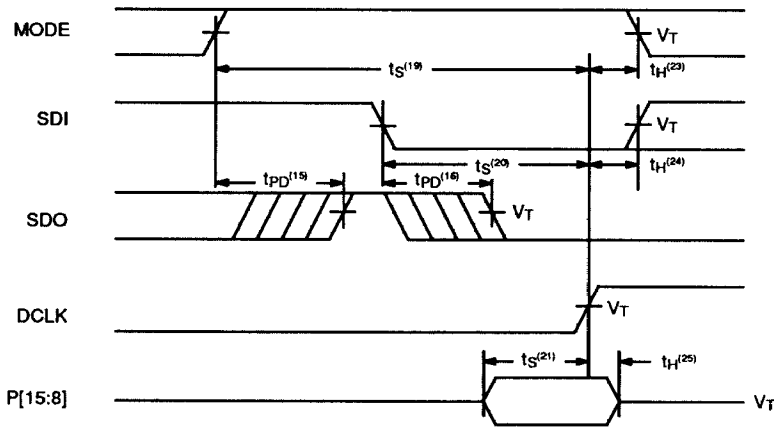 MODE
V_T
t_S(19)
t_H(23)
SDI
V_T
t_S(20)
t_H(24)
t_PD(15)
t_PD(16)
SDO
V_T
DCLK
V_T
t_S(21)
t_H(25)
P[15:8]
V_T